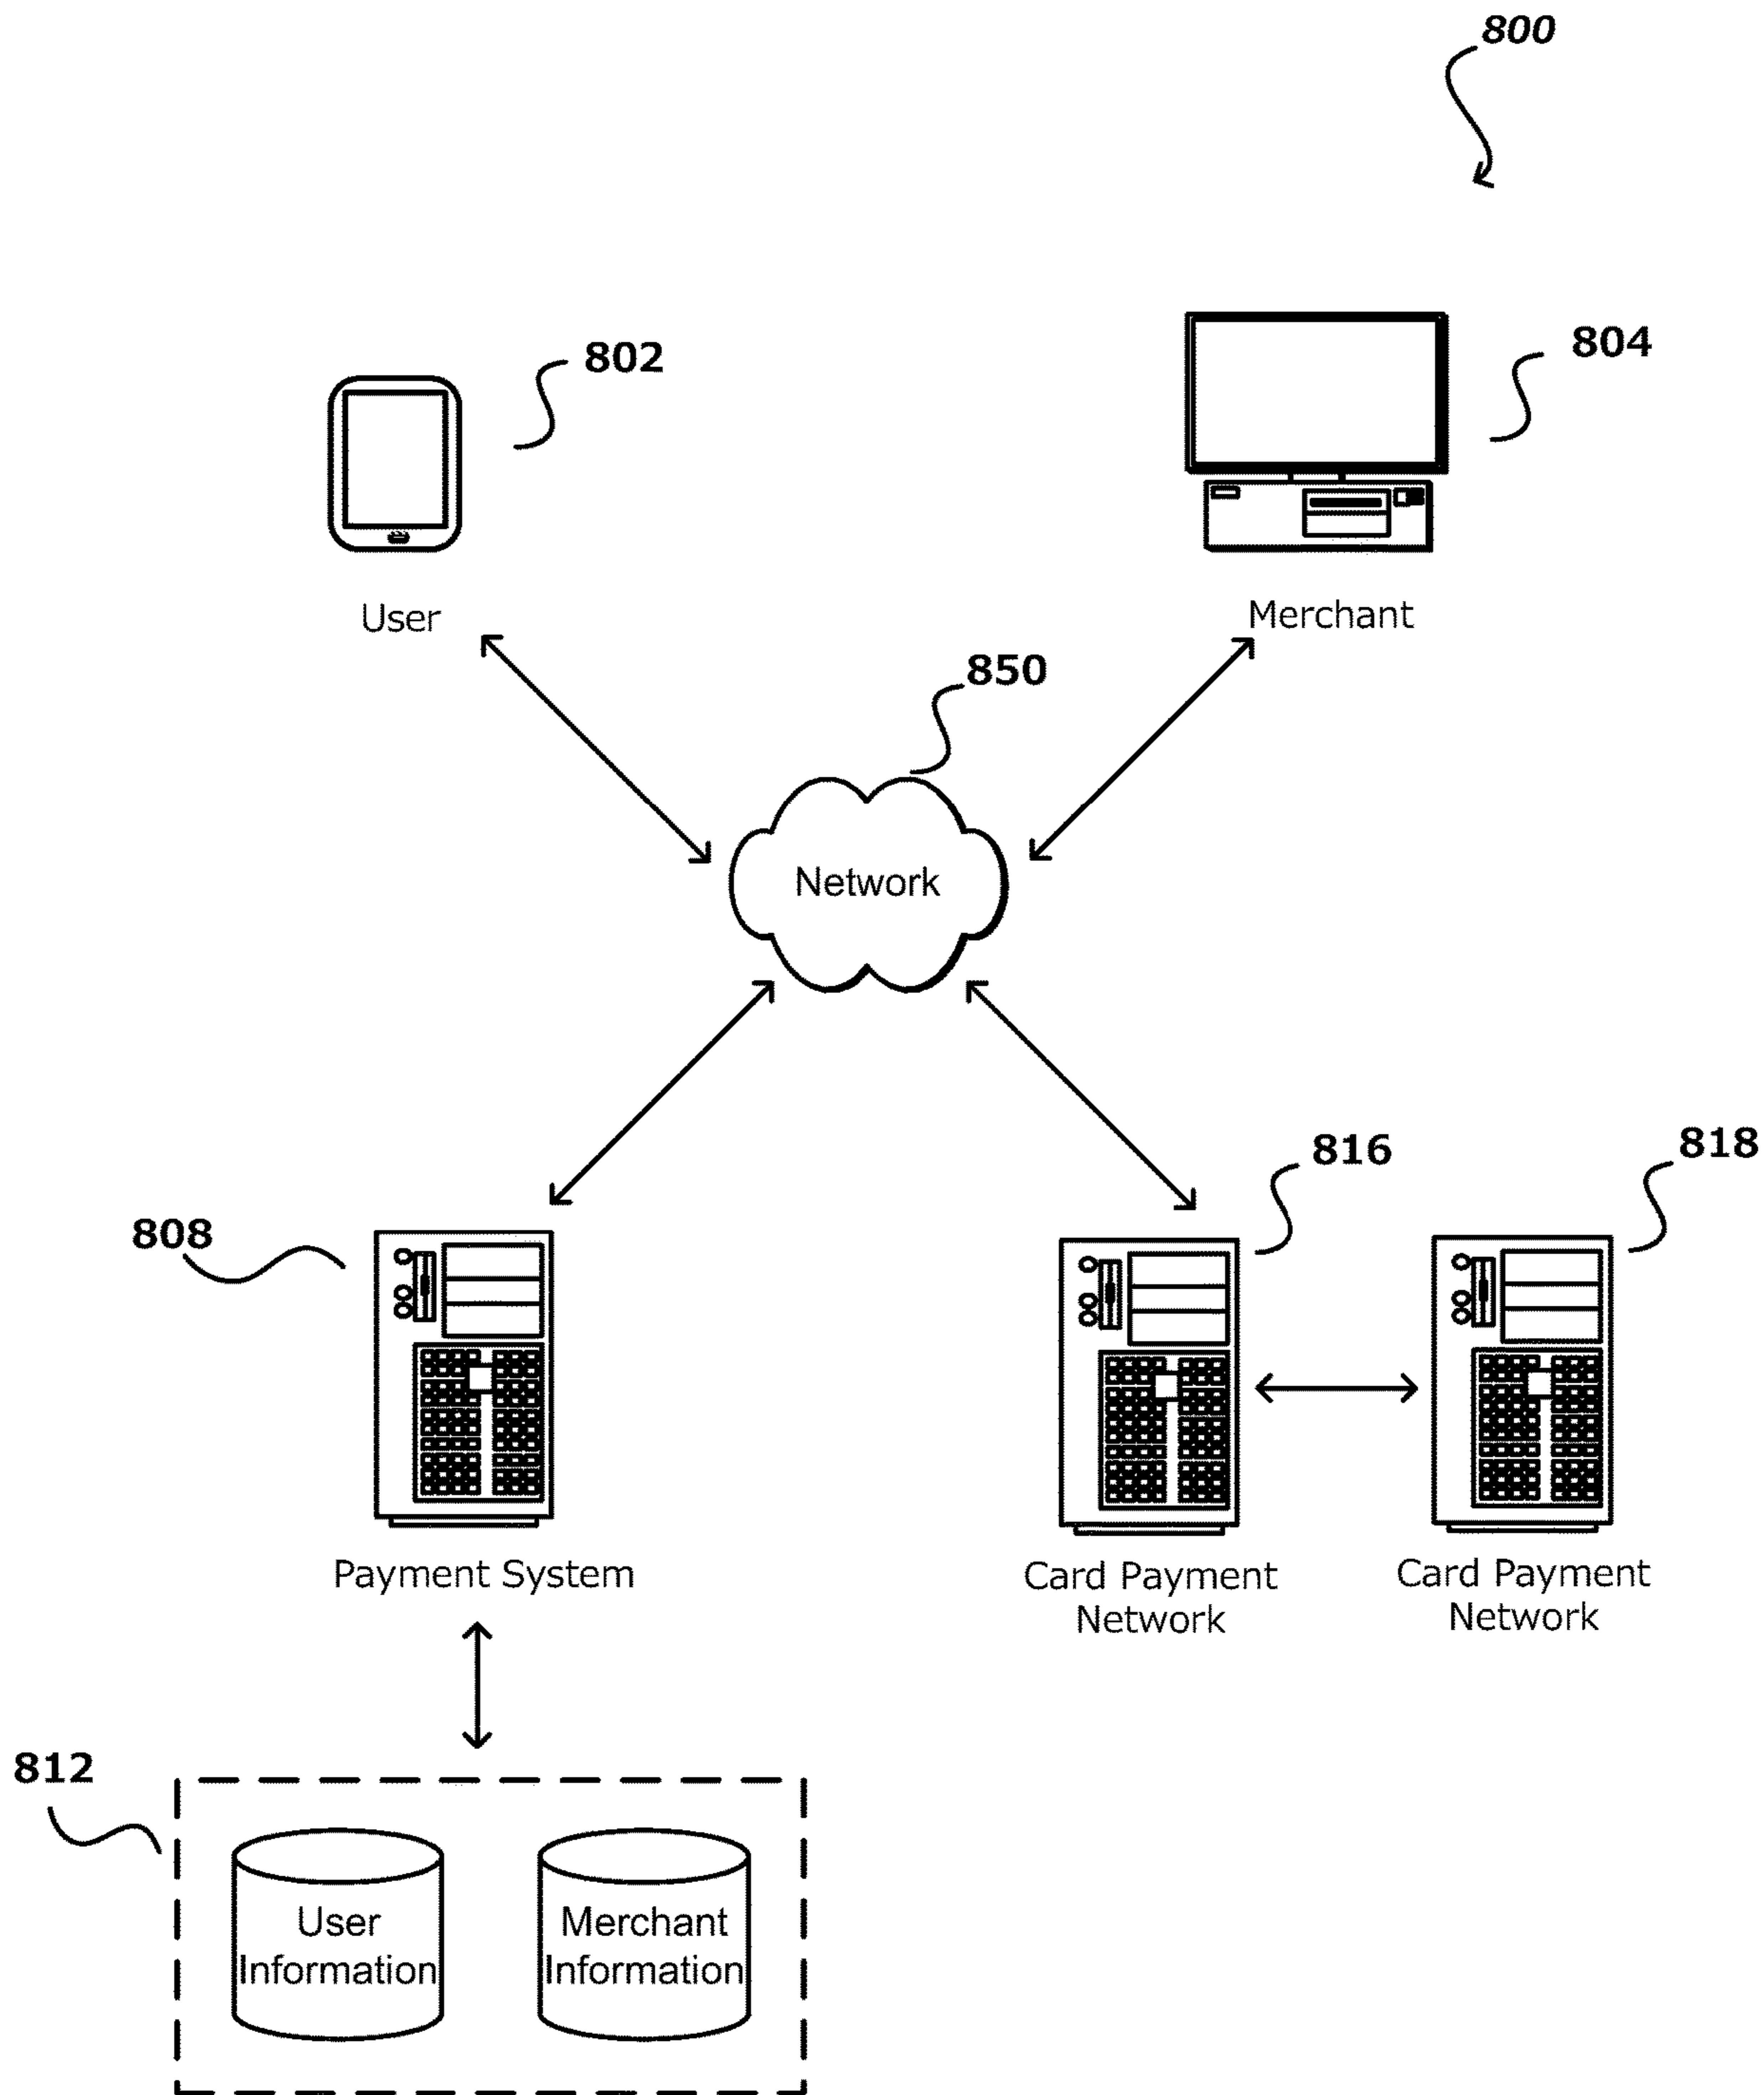 800
802
804
User
Merchant
850
Network
816
818
808
Payment System
Card Payment
Network
Card Payment
Network
812
User
Information
Merchant
Information